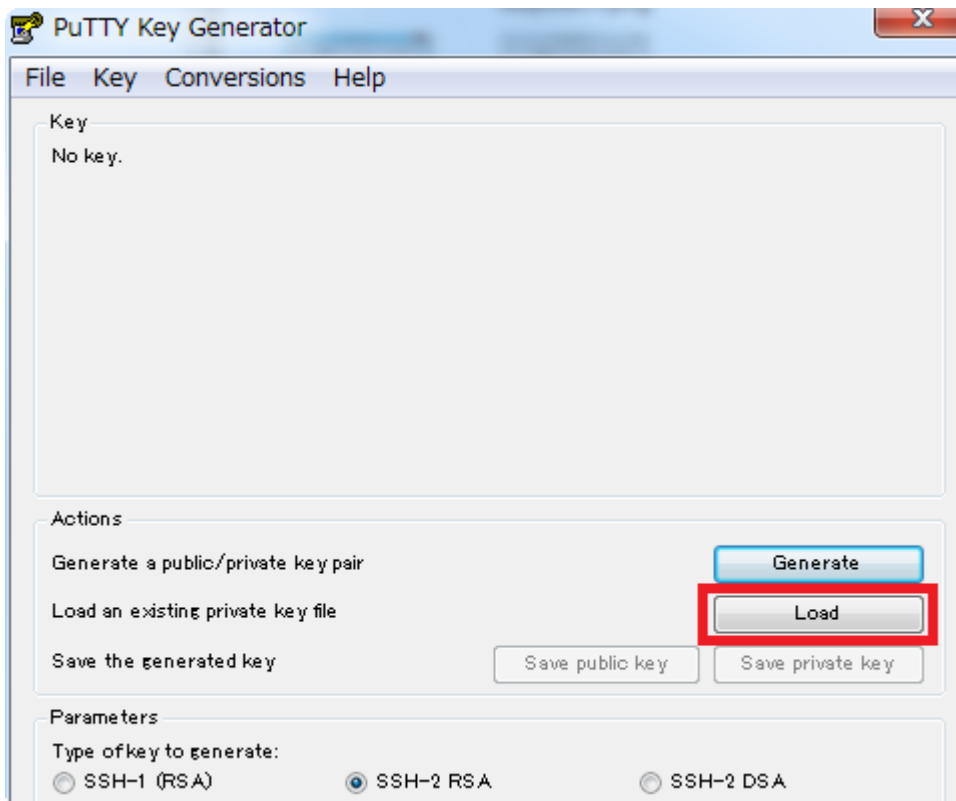 PuTTY Key Generator
File Key Conversions Help
Key
No key.
Actions
Generate a public/private key pair Generate
Load an existing private key file Load
Save the generated key Save public key Save private key
Parameters
Type of key to generate:
SSH-1 (RSA) SSH-2 RSA SSH-2 DSA